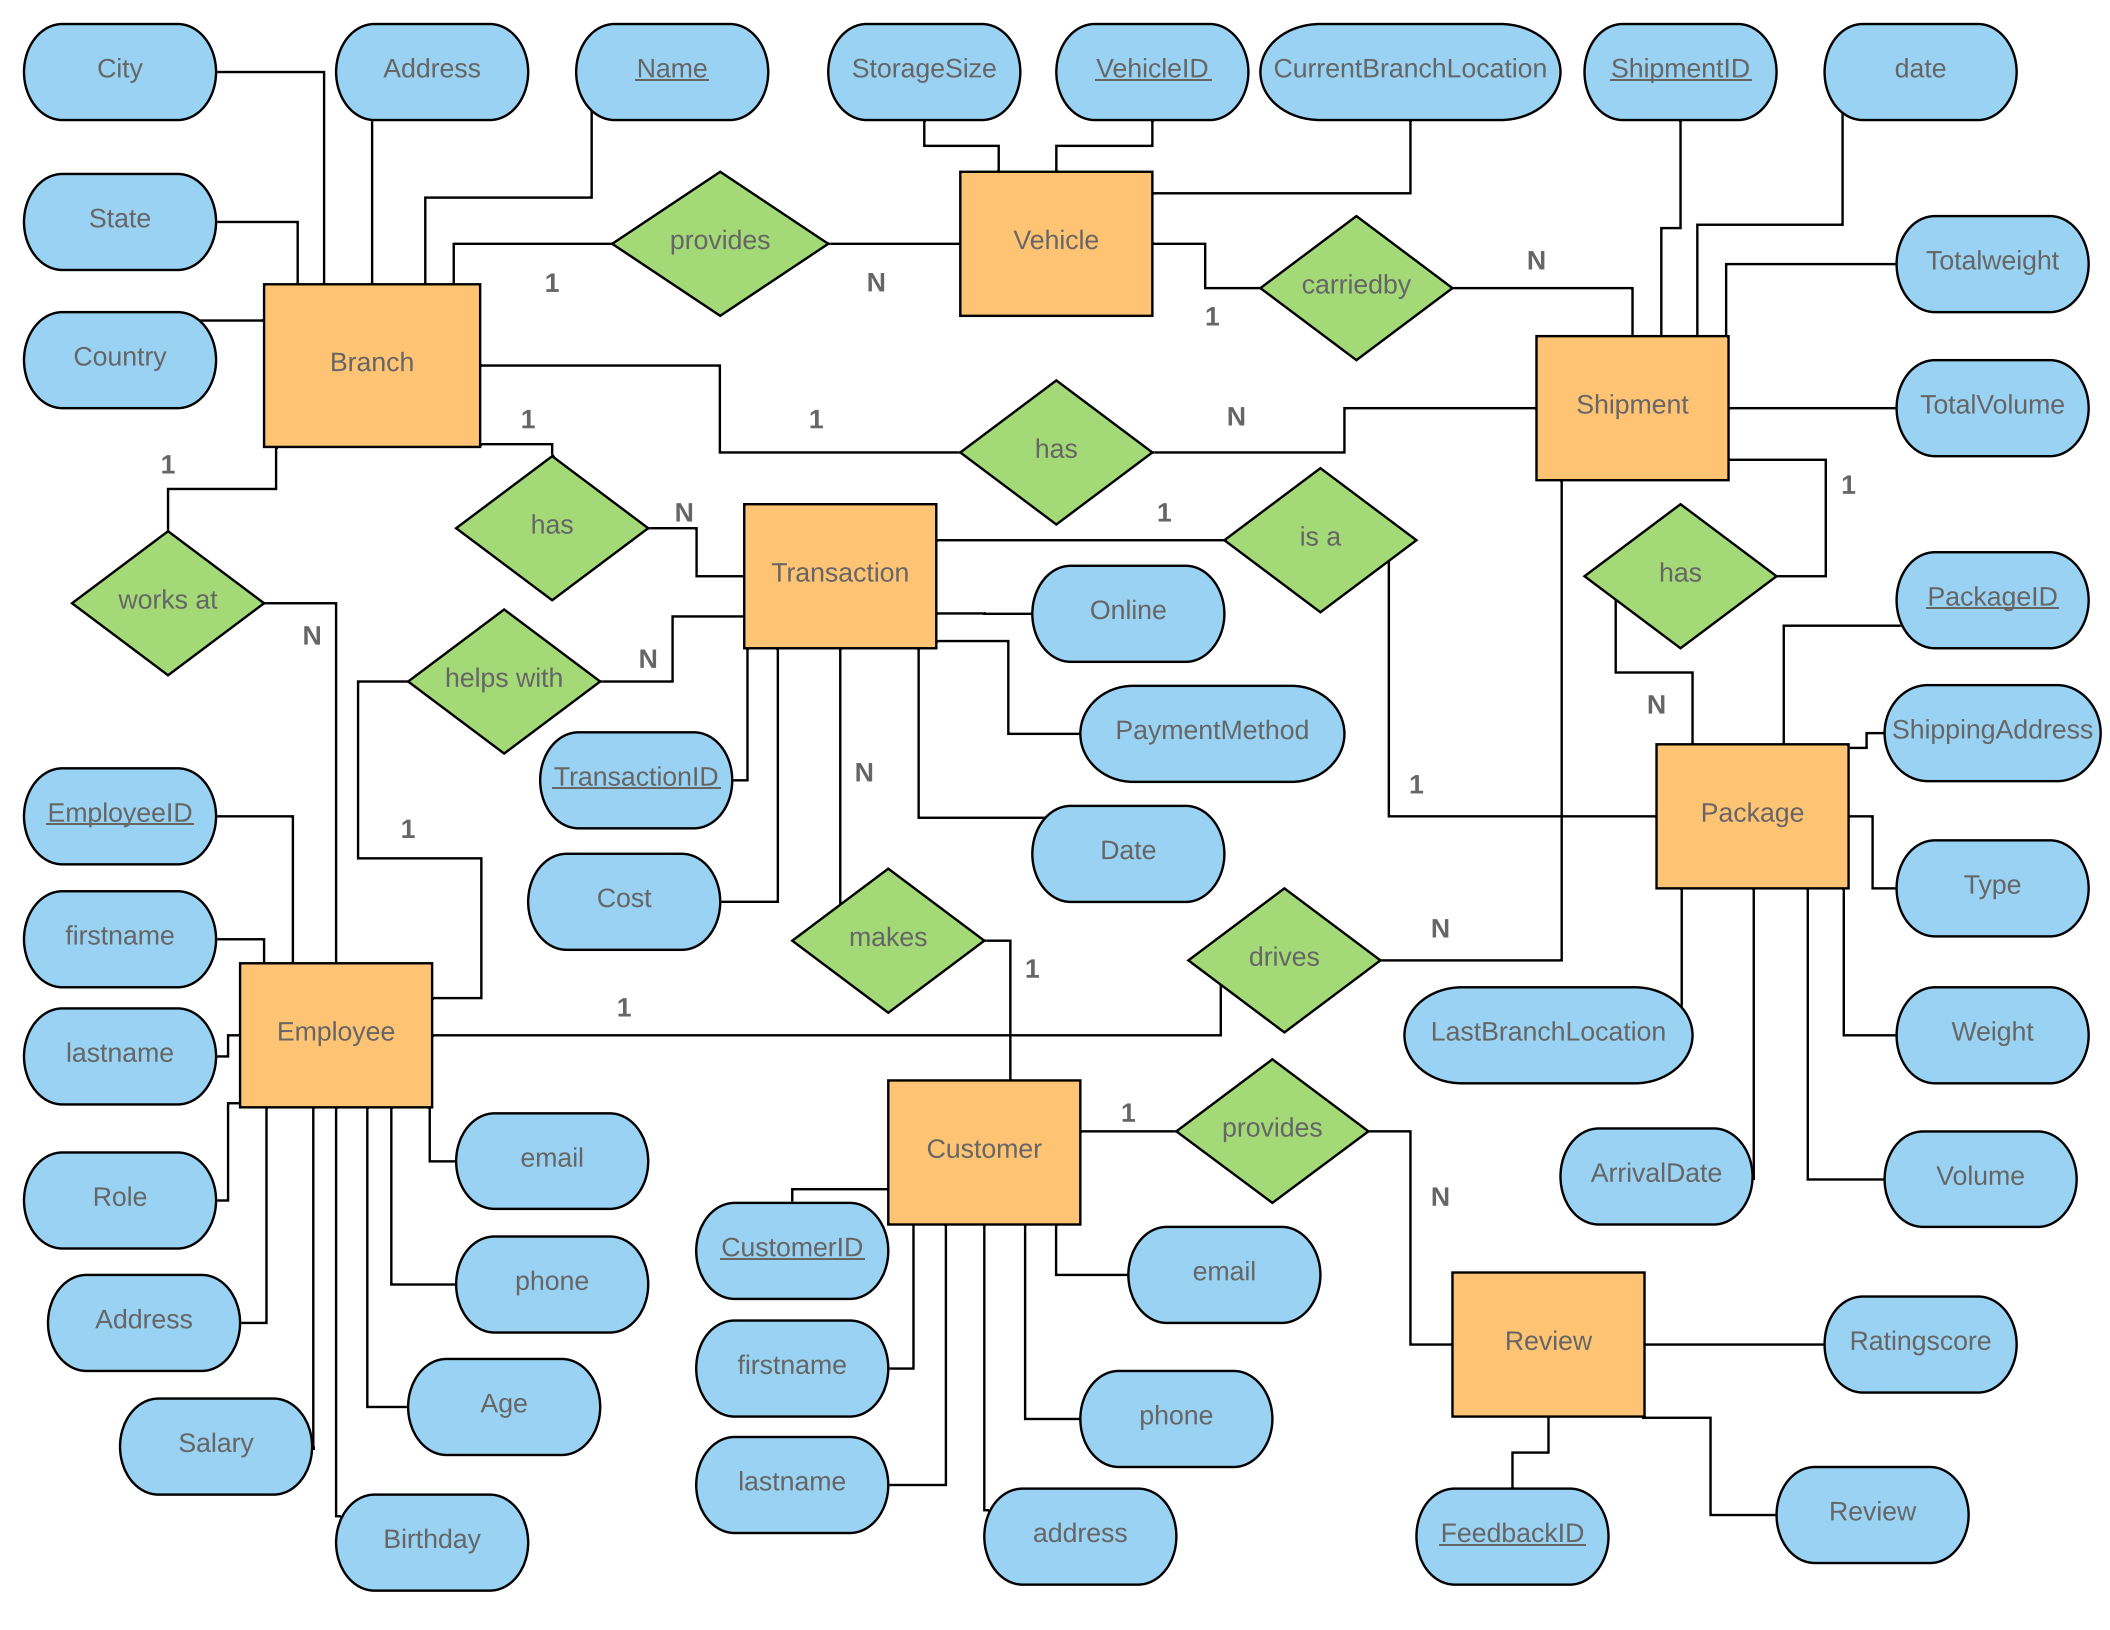 City
Address
Name
StorageSize
VehicleID
CurrentBranchLocation
ShipmentID
date
State
provides
Vehicle
carriedby
Totalweight
1
N
1
N
Country
Branch
Shipment
TotalVolume
1
1
N
has
1
has
N
Transaction
1
is a
has
1
works at
N
helps with
N
Online
PackageID
N
PaymentMethod
ShippingAddress
TransactionID
N
1
Package
EmployeeID
1
Date
Type
firstname
Cost
makes
1
drives
N
lastname
Employee
1
LastBranchLocation
Weight
Role
email
Customer
1
provides
N
ArrivalDate
Volume
Address
phone
CustomerID
email
Salary
Age
firstname
phone
Review
Ratingscore
Birthday
lastname
address
FeedbackID
Review